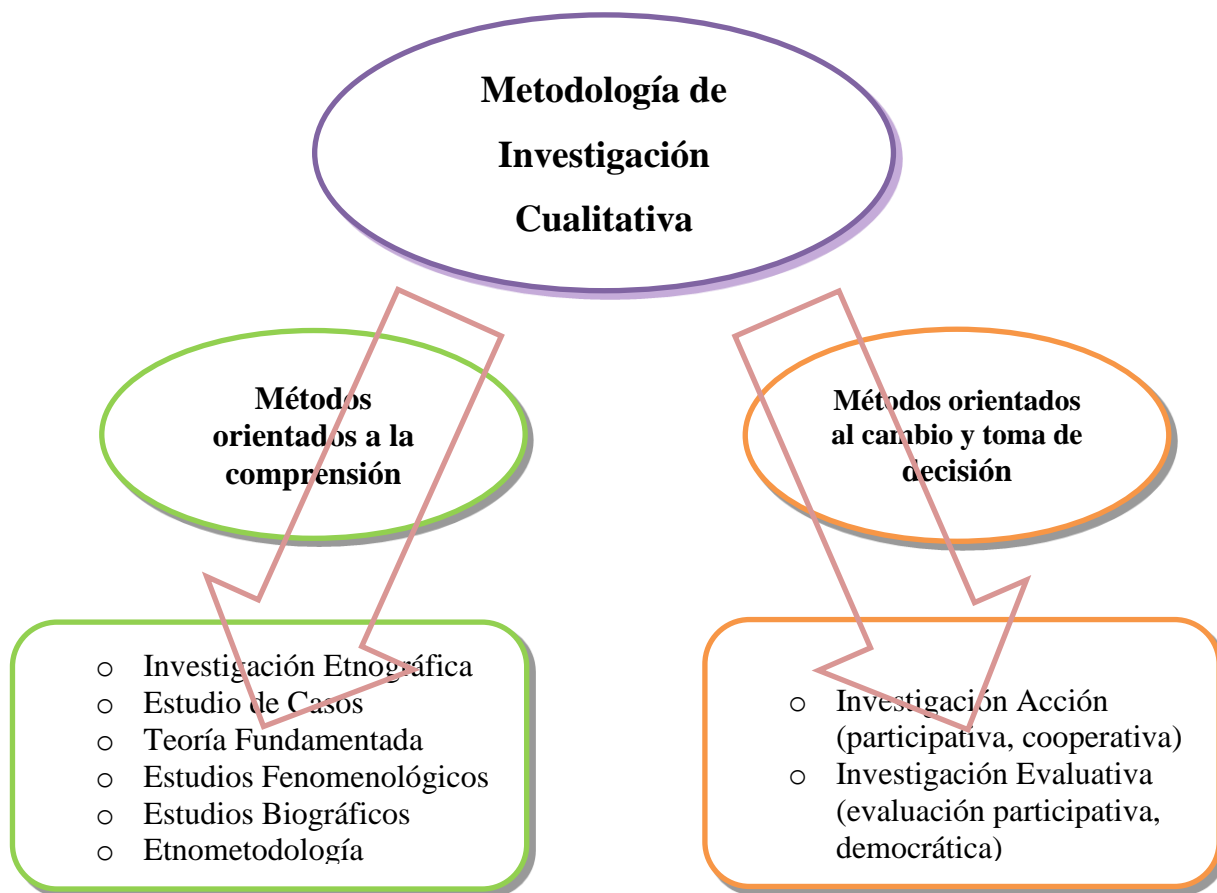 Metodología de
Investigación
Cualitativa
Métodos
orientados a la
comprensión
o Investigación Etnográfica
o Estudio de Casos
o Teoría Fundamentada
o Estudios Fenomenológicos
o Estudios Biográficos
o Etnometodología
Métodos orientados
al cambio y toma de
decisión
o Investigación Acción
(participativa, cooperativa)
o Investigación Evaluativa
(evaluación participativa,
democrática)